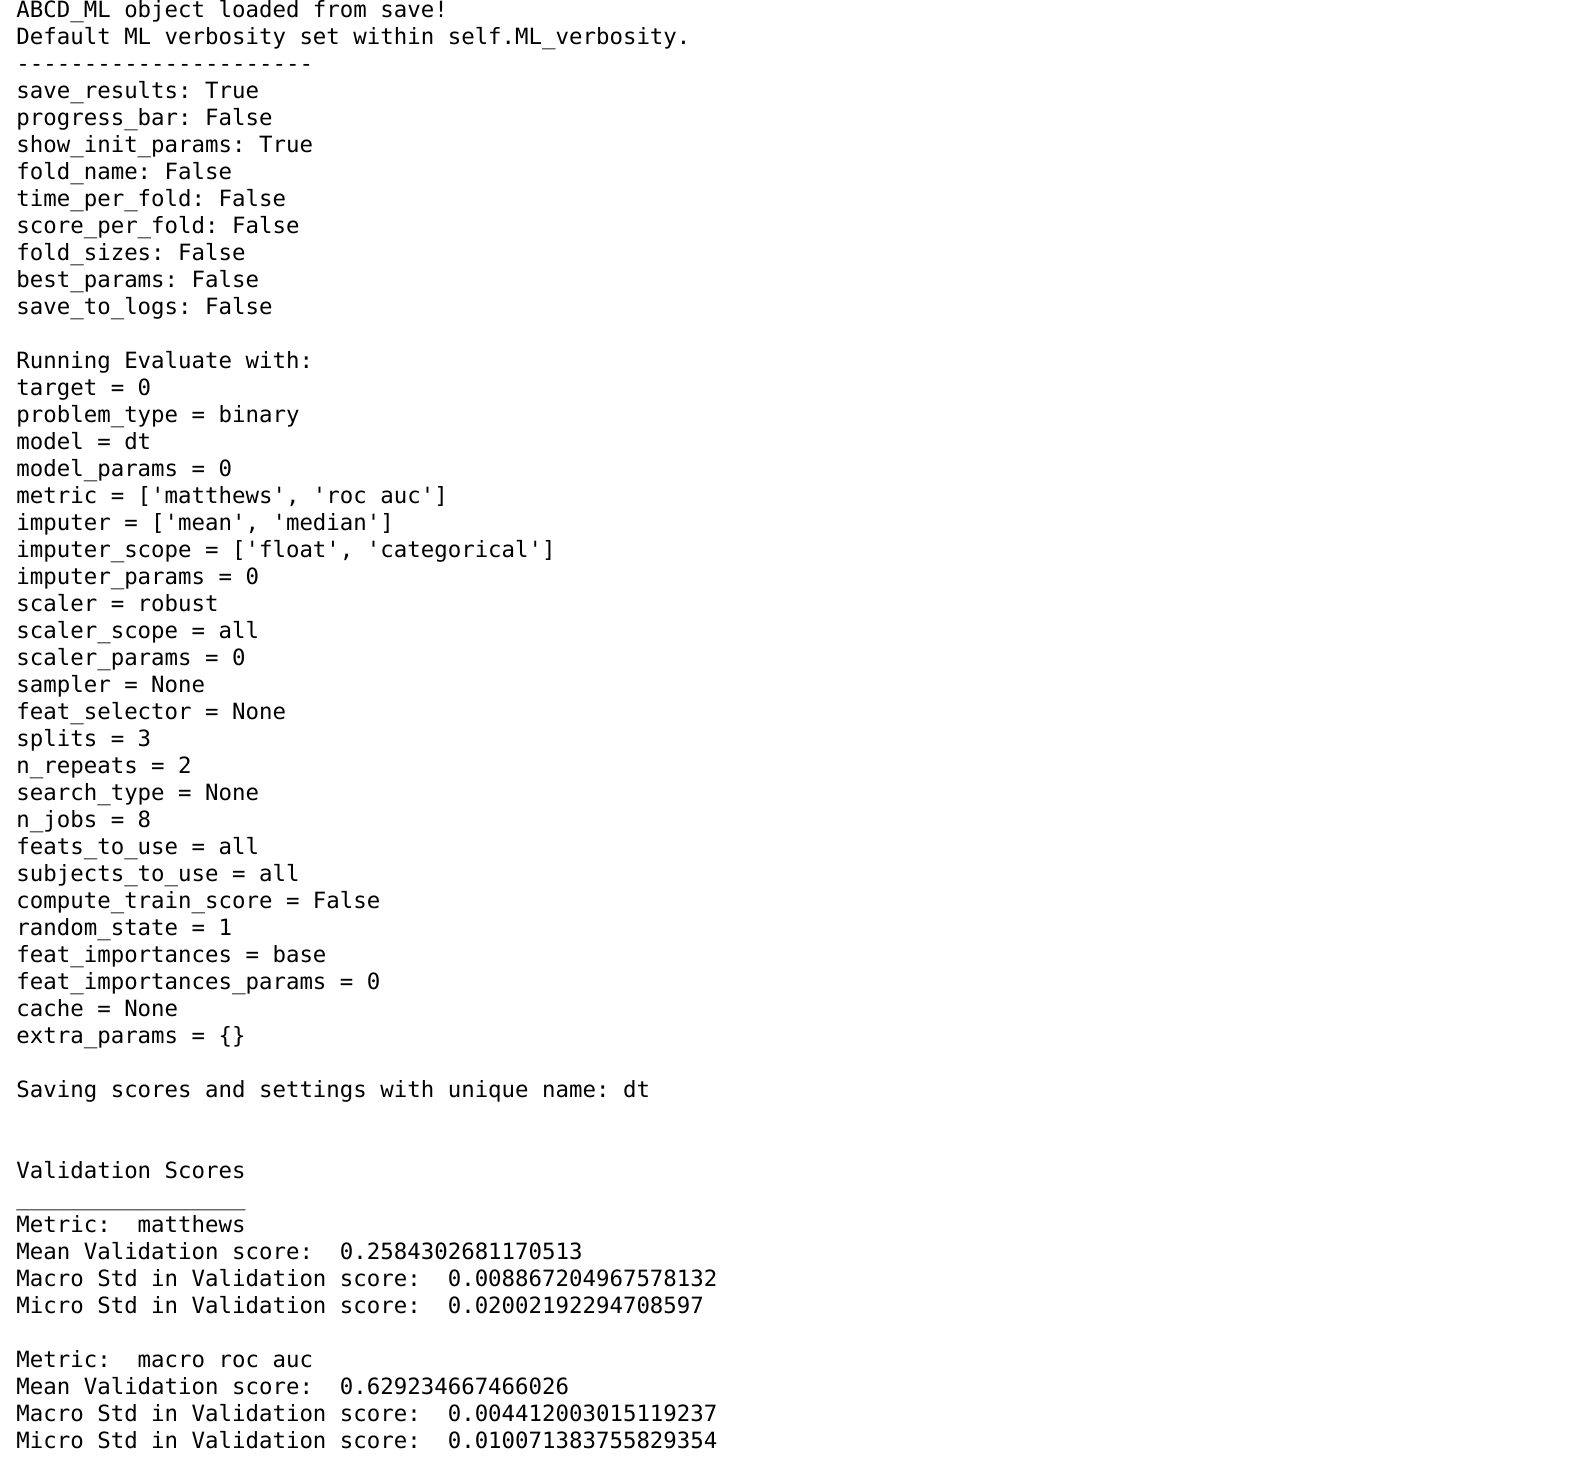 ABCD_ML object loaded from save!
Default ML verbosity set within self.ML_verbosity.
----------------------
save_results: True
progress_bar: False
show_init_params: True
fold_name: False
time_per_fold: False
score_per_fold: False
fold_sizes: False
best_params: False
save_to_logs: False
Running Evaluate with:
target = 0
problem_type = binary
model = dt
model_params = 0
metric = ['matthews', 'roc auc']
imputer = ['mean', 'median']
imputer_scope = ['float', 'categorical']
imputer_params = 0
scaler = robust
scaler_scope = all
scaler_params = 0
sampler = None
feat_selector = None
splits = 3
n_repeats = 2
search_type = None
n_jobs = 8
feats_to_use = all
subjects_to_use = all
compute_train_score = False
random_state = 1
feat_importances = base
feat_importances_params = 0
cache = None
extra_params = {}
Saving scores and settings with unique name: dt
Validation Scores
_________________
Metric:  matthews
Mean Validation score:  0.2584302681170513
Macro Std in Validation score:  0.008867204967578132
Micro Std in Validation score:  0.02002192294708597
Metric:  macro roc auc
Mean Validation score:  0.629234667466026
Macro Std in Validation score:  0.004412003015119237
Micro Std in Validation score:  0.010071383755829354